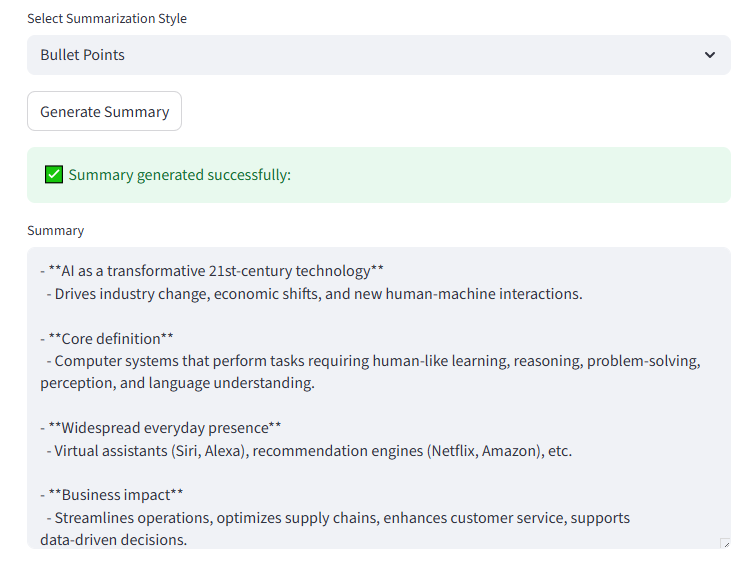 Select Summarization Style
Bullet Points
Generate Summary
✅ Summary generated successfully:
Summary
- **AI as a transformative 21st-century technology**
- Drives industry change, economic shifts, and new human-machine interactions.
- **Core definition**
- Computer systems that perform tasks requiring human-like learning, reasoning, problem-solving,
perception, and language understanding.
- **Widespread everyday presence**
- Virtual assistants (Siri, Alexa), recommendation engines (Netflix, Amazon), etc.
- **Business impact**
- Streamlines operations, optimizes supply chains, enhances customer service, supports
data-driven decisions.